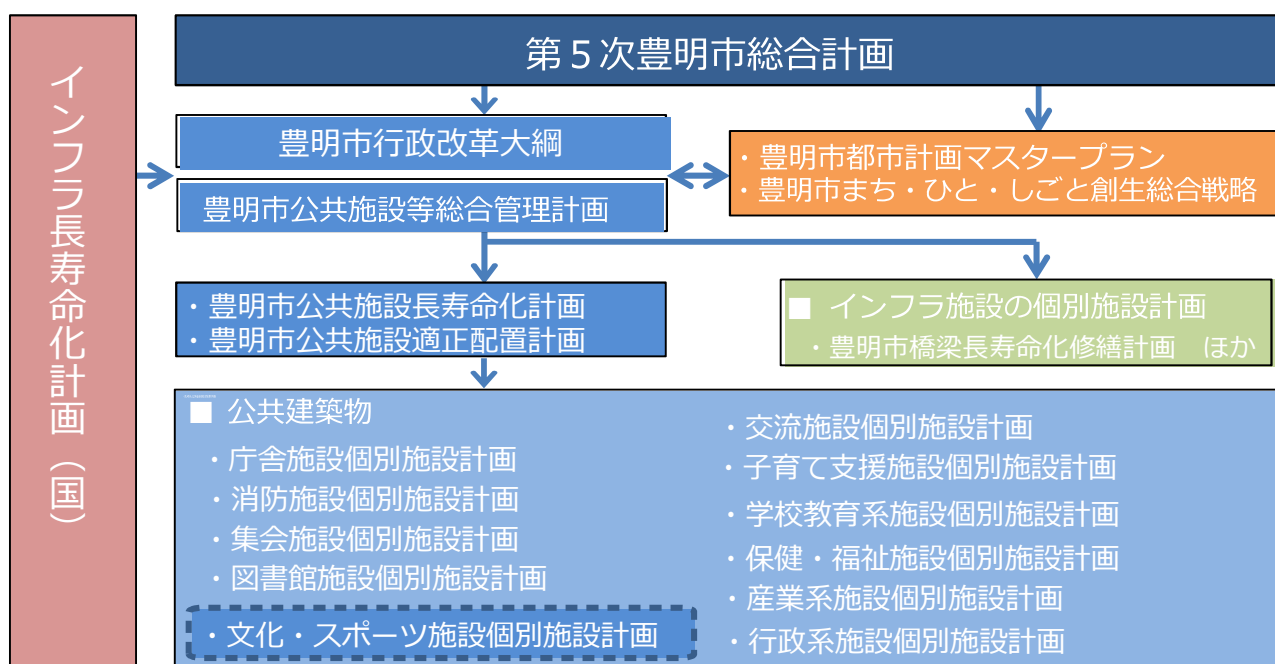 インフラ長寿命化計画（国）
第５次豊明市総合計画
豊明市行政改革大綱
豊明市公共施設等総合管理計画
・豊明市都市計画マスタープラン
・豊明市まち・ひと・しごと創生総合戦略
・豊明市公共施設長寿命化計画
・豊明市公共施設適正配置計画
■ インフラ施設の個別施設計画
・豊明市橋梁長寿命化修繕計画　ほか
■ 公共建築物
・庁舎施設個別施設計画
・消防施設個別施設計画
・集会施設個別施設計画
・図書館施設個別施設計画
・文化・スポーツ施設個別施設計画
・交流施設個別施設計画
・子育て支援施設個別施設計画
・学校教育系施設個別施設計画
・保健・福祉施設個別施設計画
・産業系施設個別施設計画
・行政系施設個別施設計画